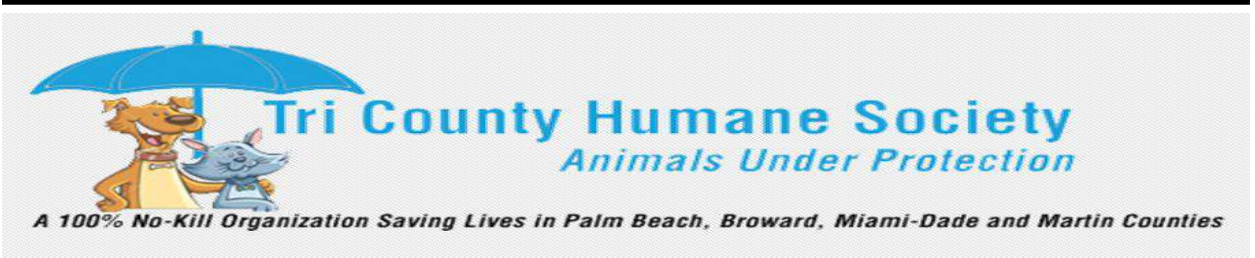 Tri County Humane Society
Animals Under Protection
A 100% No-Kill Organization Saving Lives in Palm Beach, Broward, Miami-Dade and Martin Counties